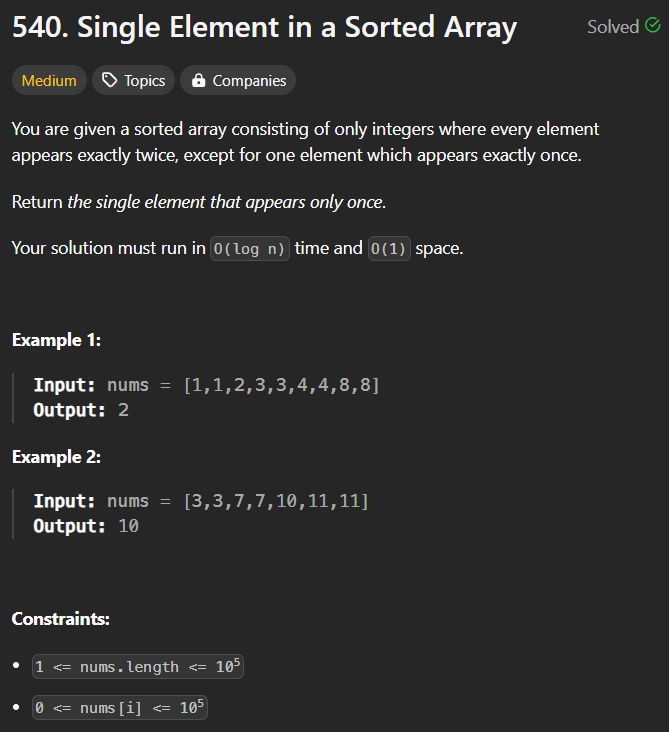 540. Single Element in a Sorted Array
Solved
Medium
Topics
Companies
You are given a sorted array consisting of only integers where every element
appears exactly twice, except for one element which appears exactly once.
Return the single element that appears only once.
Your solution must run in O(log n) time and O(1) space.
Example 1:
Input: nums = [1,1,2,3,3,4,4,8,8]
Output: 2
Example 2:
Input: nums = [3,3,7,7,10,11,11]
Output: 10
Constraints:
• 1 <= nums.length <= 10⁵
• 0 <= nums[i] <= 10⁵